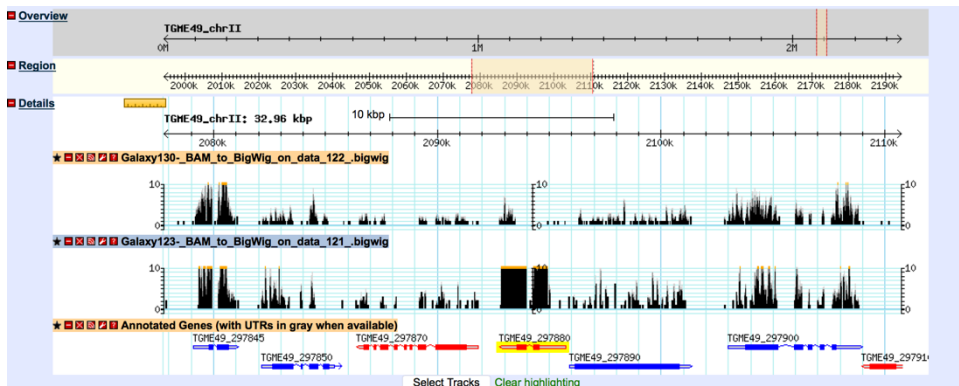 Overview
TGME49_chrII
0M 1M 2M
Region
2000k 2010k 2020k 2030k 2040k 2050k 2060k 2070k 2080k 2090k 2100k 2110k 2120k 2130k 2140k 2150k 2160k 2170k 2180k 2190k
Details
TGME49_chrII: 32.96 kbp 10 kbp
2080k 2090k 2100k 2110k
Galaxy130-_BAM_to_BigWig_on_data_122_.bigwig
10 10 10
0 0 0
Galaxy123-_BAM_to_BigWig_on_data_121_.bigwig
10 10 10
0 0 0
Annotated Genes (with UTRs in gray when available)
TGME49_297845 TGME49_297870 TGME49_297880 TGME49_297900
TGME49_297850 TGME49_297890 TGME49_29791
Select Tracks Clear highlighting